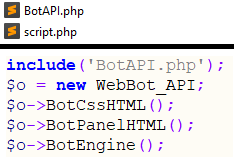 BotAPI.php
script.php
include('BotAPI.php');
$o = new WebBot_API;
$o->BotCssHTML();
$o->BotPanelHTML();
$o->BotEngine();